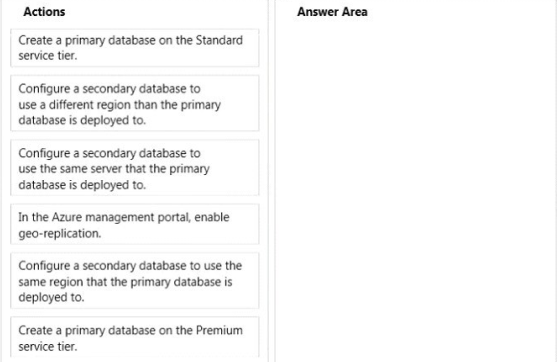 Actions
Answer Area
Create a primary database on the Standard
service tier.
Configure a secondary database to
use a different region than the primary
database is deployed to.
Configure a secondary database to
use the same server that the primary
database is deployed to.
In the Azure management portal, enable
geo-replication.
Configure a secondary database to use the
same region that the primary database is
deployed to.
Create a primary database on the Premium
service tier.